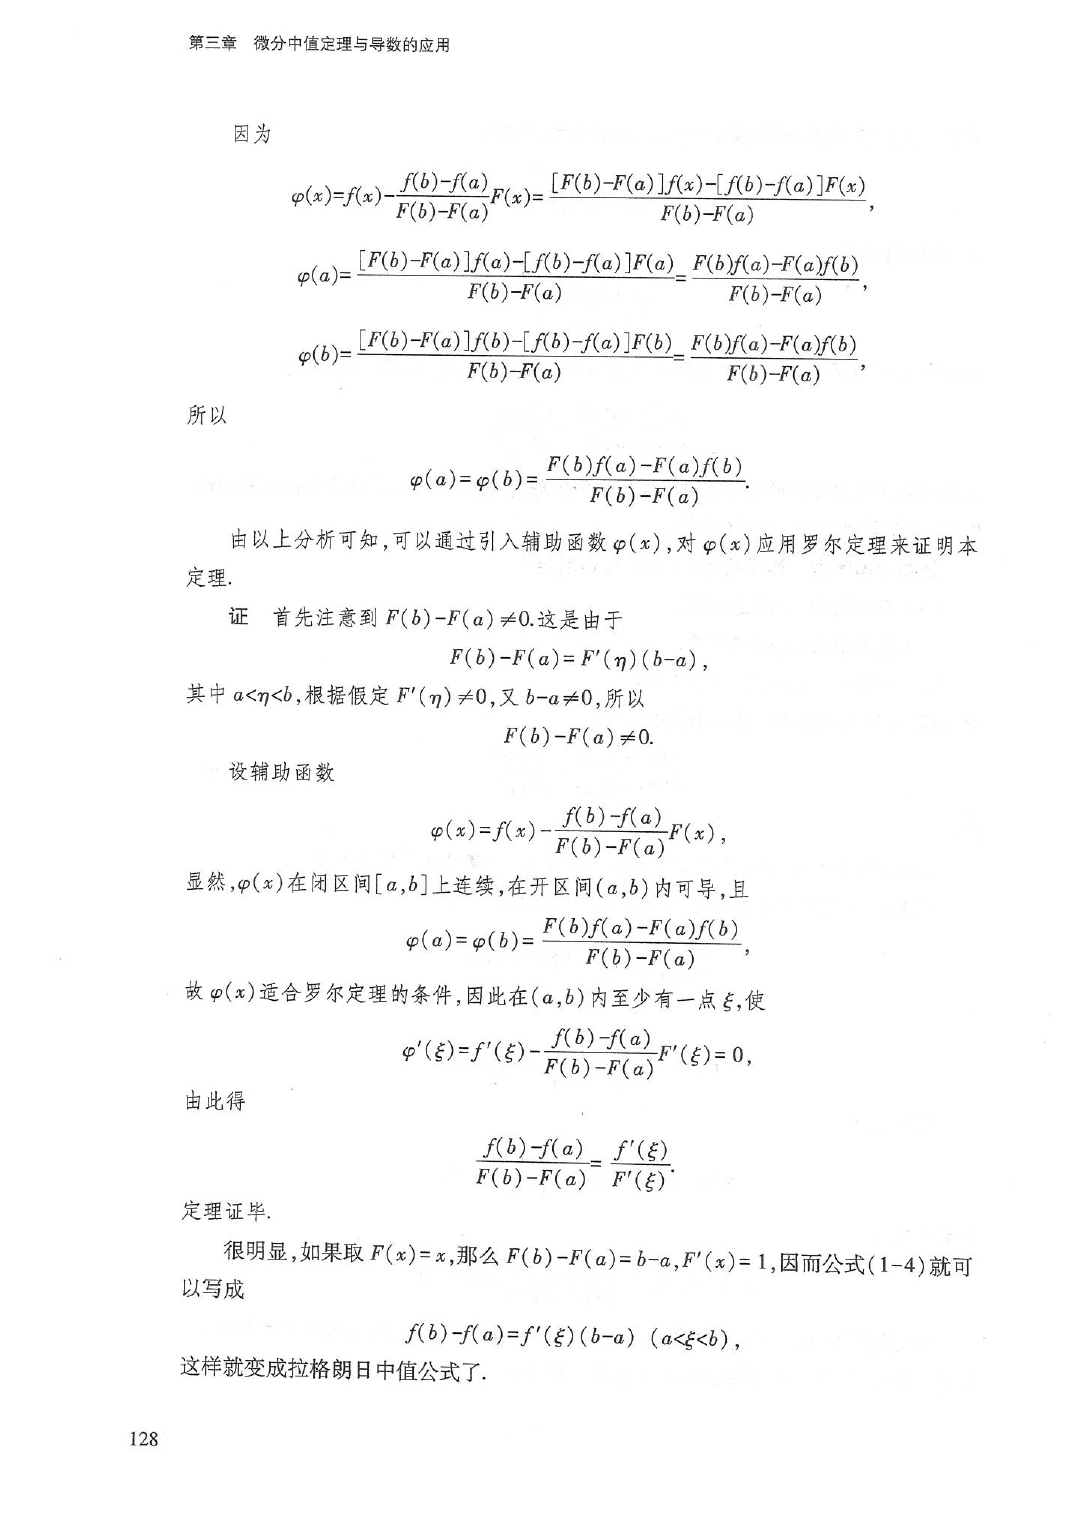 第三章 微分中值定理与导数的应用
因为
φ(x)=f(x)-\frac{f(b)-f(a)}{F(b)-F(a)}F(x)=\frac{[F(b)-F(a)]f(x)-[f(b)-f(a)]F(x)}{F(b)-F(a)},
φ(a)=\frac{[F(b)-F(a)]f(a)-[f(b)-f(a)]F(a)}{F(b)-F(a)}=\frac{F(b)f(a)-F(a)f(b)}{F(b)-F(a)},
φ(b)=\frac{[F(b)-F(a)]f(b)-[f(b)-f(a)]F(b)}{F(b)-F(a)}=\frac{F(b)f(a)-F(a)f(b)}{F(b)-F(a)},
所以
φ(a)=φ(b)=\frac{F(b)f(a)-F(a)f(b)}{F(b)-F(a)}.
由以上分析可知,可以通过引入辅助函数φ(x),对φ(x)应用罗尔定理来证明本
定理.
证 首先注意到 F(b)-F(a)≠0.这是由于
F(b)-F(a)=F'(η)(b-a),
其中 a<η<b,根据假定 F'(η)≠0,又 b-a≠0,所以
F(b)-F(a)≠0.
设辅助函数
φ(x)=f(x)-\frac{f(b)-f(a)}{F(b)-F(a)}F(x),
显然,φ(x)在闭区间[a,b]上连续,在开区间(a,b)内可导,且
φ(a)=φ(b)=\frac{F(b)f(a)-F(a)f(b)}{F(b)-F(a)},
故 φ(x)适合罗尔定理的条件,因此在(a,b)内至少有一点 ξ,使
φ'(ξ)=f'(ξ)-\frac{f(b)-f(a)}{F(b)-F(a)}F'(ξ)=0,
由此得
\frac{f(b)-f(a)}{F(b)-F(a)}=\frac{f'(ξ)}{F'(ξ)}.
定理证毕.
很明显,如果取 F(x)=x,那么 F(b)-F(a)=b-a,F'(x)=1,因而公式(1-4)就可
以写成
f(b)-f(a)=f'(ξ)(b-a) (a<ξ<b),
这样就变成拉格朗日中值公式了.
128